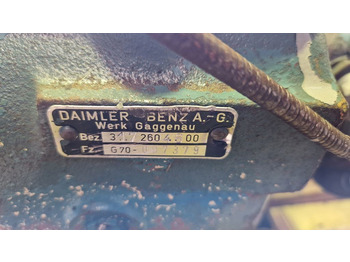 DAIMLER BENZ A.-G.
Werk Gaggenau
Bez. 260 00
Fz. G70-